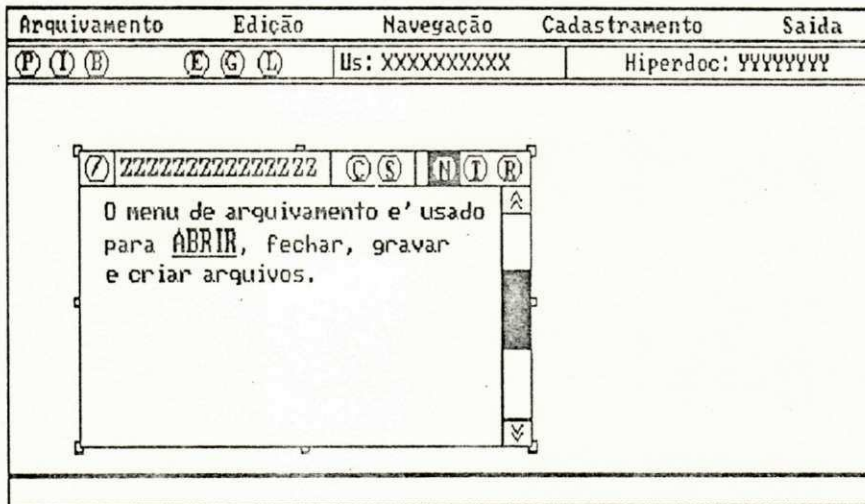 Arquivamento Edição Navegação Cadastramento Saida
P I B E G L Us: XXXXXXXXXX Hiperdoc: YYYYYYYY
/ ZZZZZZZZZZZZZZZ C S N I R
O menu de arquivamento e' usado
para ABRIR, fechar, gravar
e criar arquivos.